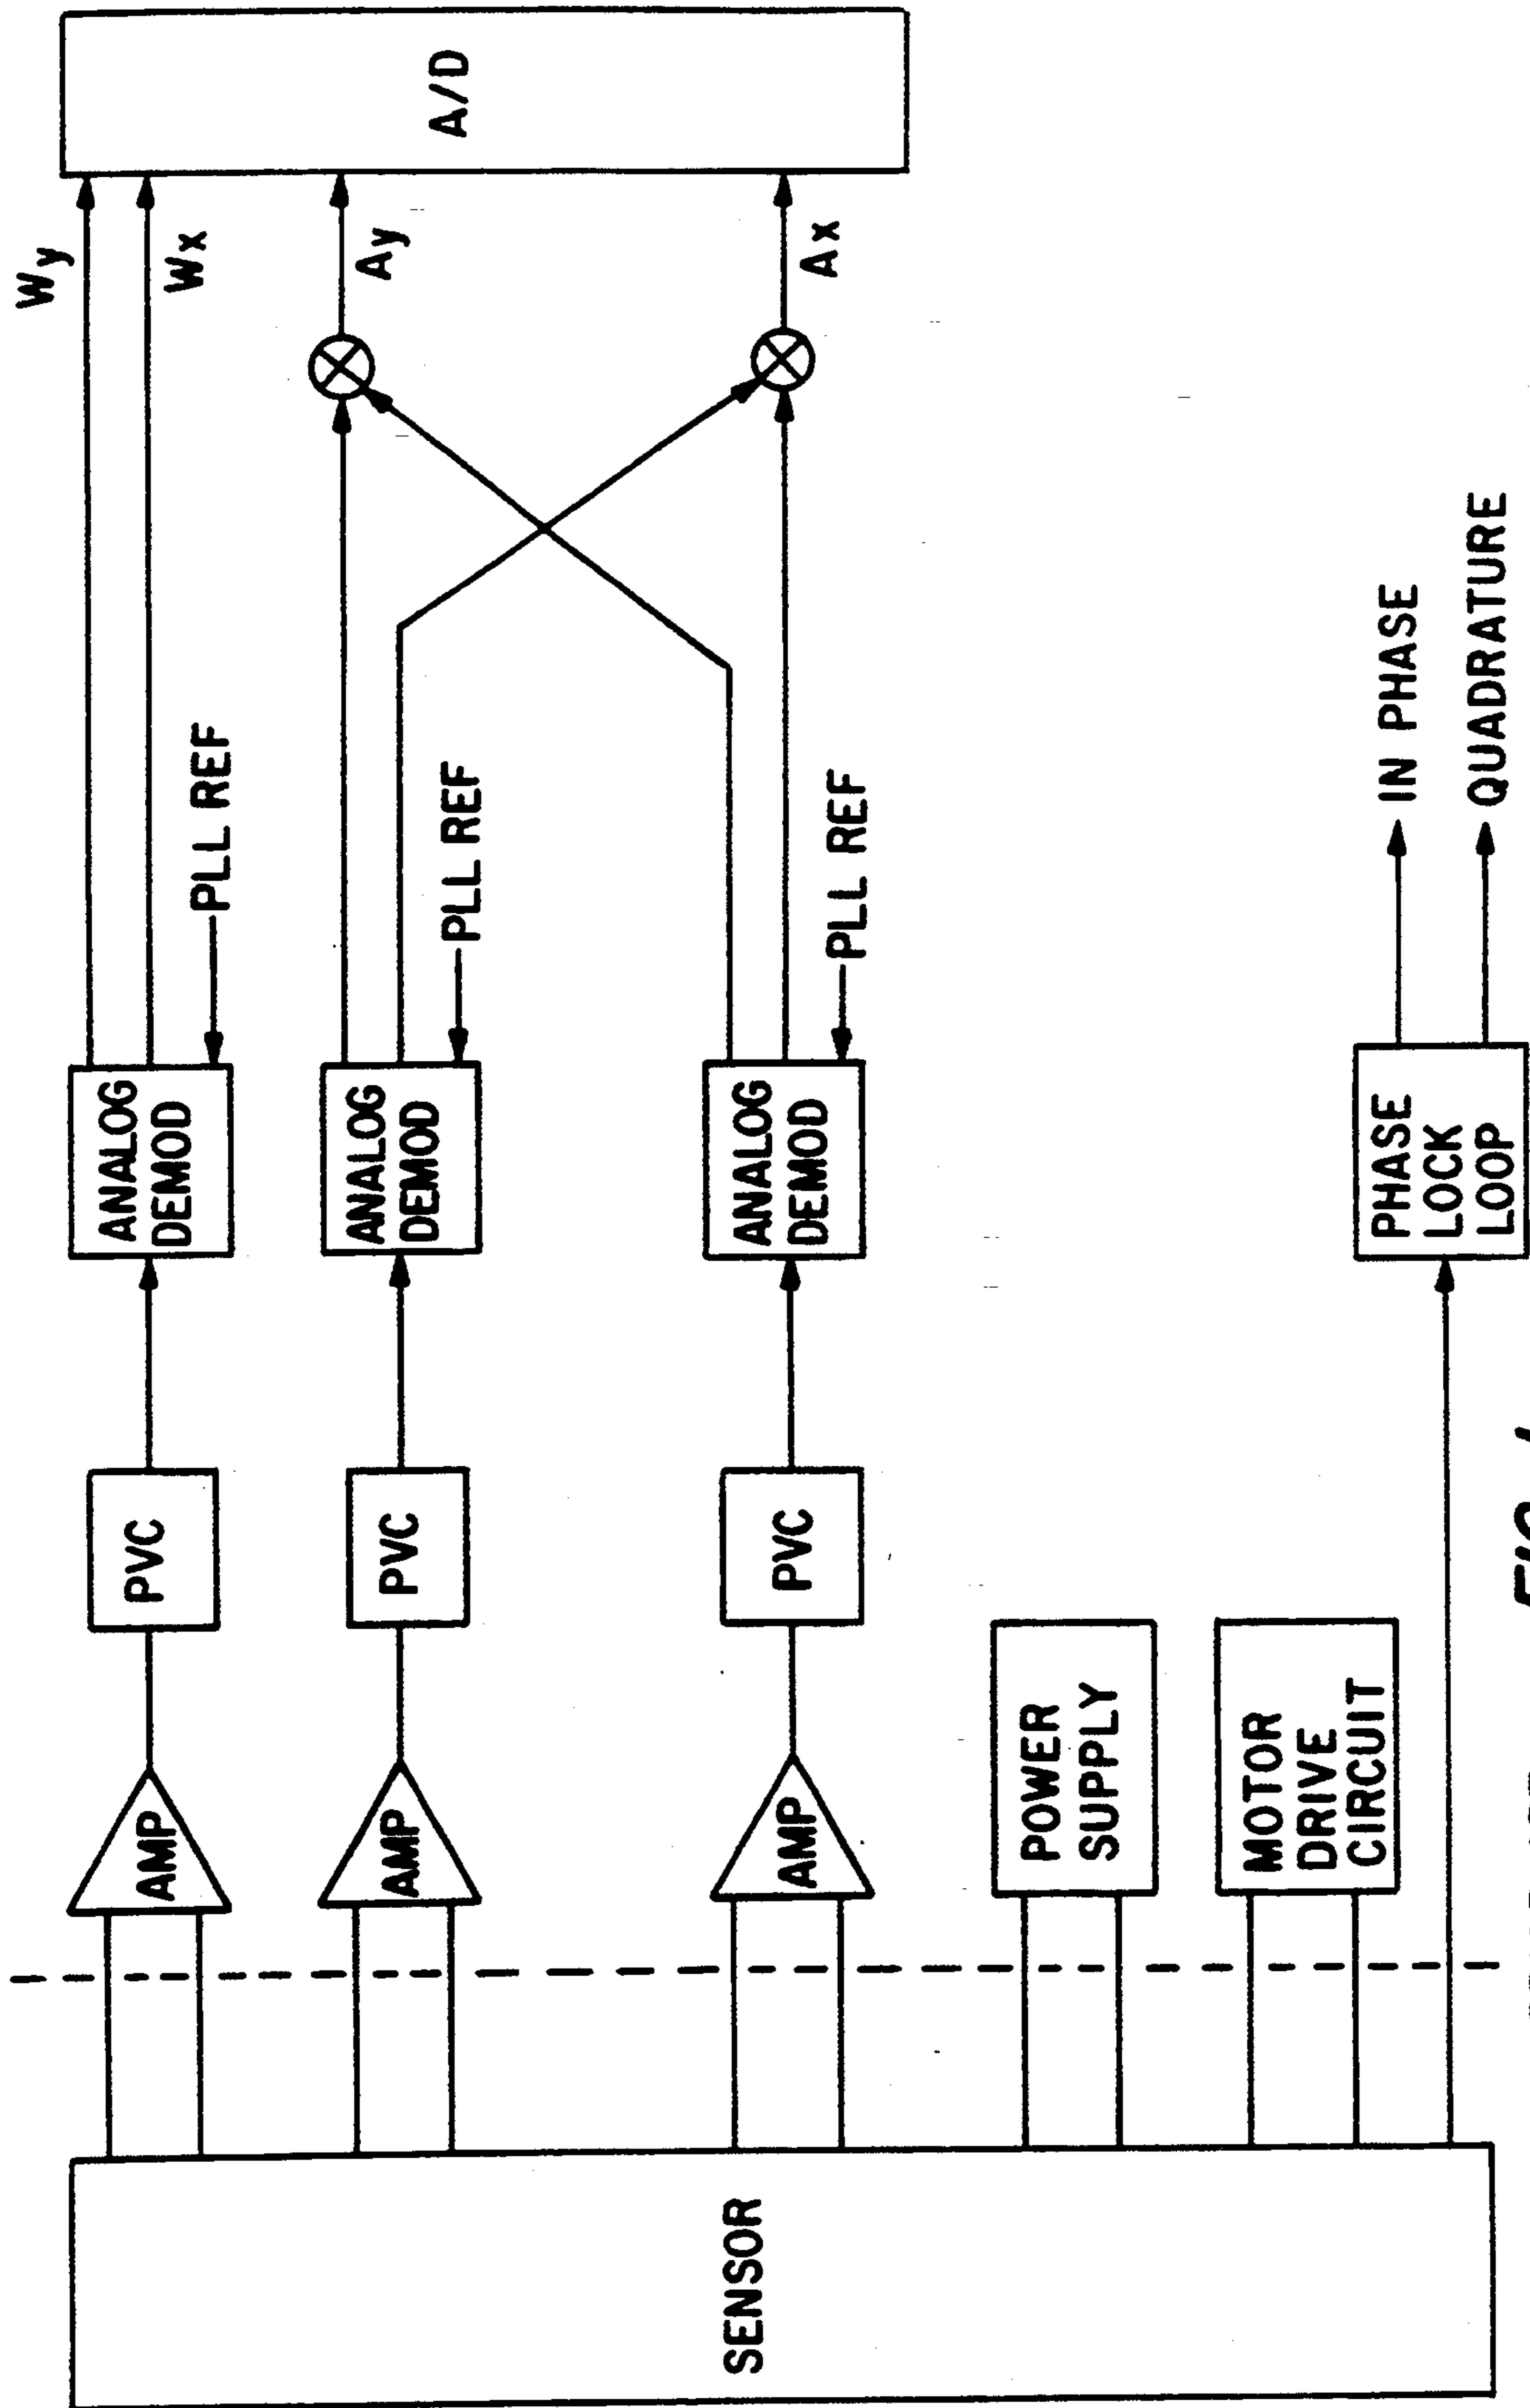 SENSOR
AMP
PVC
ANALOG
DEMOD
PLL REF
Wy
Wx
AMP
PVC
ANALOG
DEMOD
PLL REF
Ay
AMP
PVC
ANALOG
DEMOD
PLL REF
Ax
A/D
POWER
SUPPLY
MOTOR
DRIVE
CIRCUIT
PHASE
LOCK
LOOP
IN PHASE
QUADRATURE